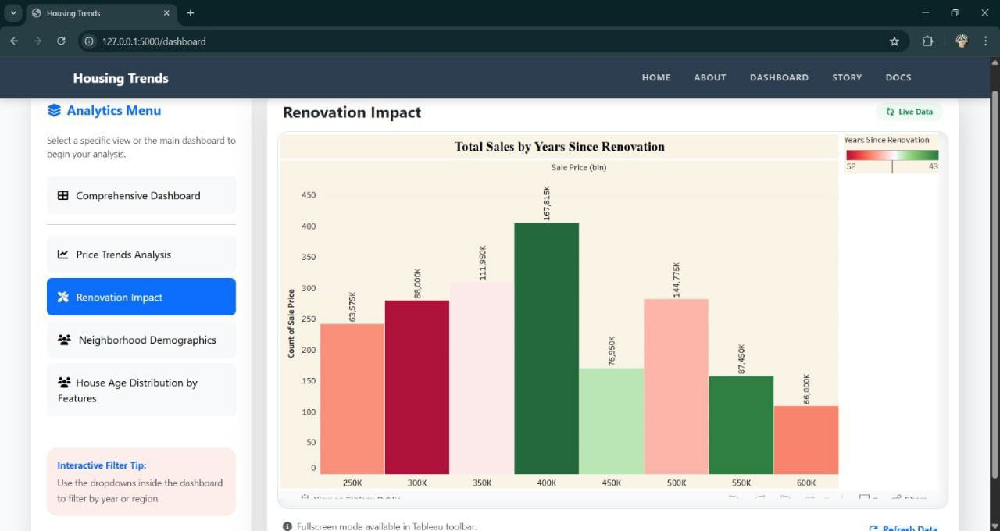 Housing Trends
127.0.0.1:5000/dashboard
Housing Trends
HOME ABOUT DASHBOARD STORY DOCS
Analytics Menu
Select a specific view or the main dashboard to
begin your analysis.
Comprehensive Dashboard
Price Trends Analysis
Renovation Impact
Neighborhood Demographics
House Age Distribution by
Features
Interactive Filter Tip:
Use the dropdowns inside the dashboard
to filter by year or region.
Renovation Impact
Live Data
Total Sales by Years Since Renovation
Years Since Renovation
52 43
Sale Price (bin)
Count of Sale Price
450
400
350
300
250
200
150
100
50
0
63,575K
88,000K
111,950K
167,815K
76,950K
144,775K
87,450K
66,000K
250K 300K 350K 400K 450K 500K 550K 600K
View on Tableau Public
Share
Fullscreen mode available in Tableau toolbar.
Refresh Data